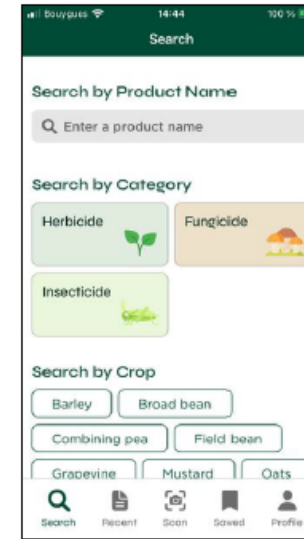 Bouygues 14:44 100 %
Search
Search by Product Name
Enter a product name
Search by Category
Herbicide Fungicide
Insecticide
Search by Crop
Barley Broad bean
Combining pea Field bean
Grapevine Mustard Oats
Search Recent Scan Saved Profile